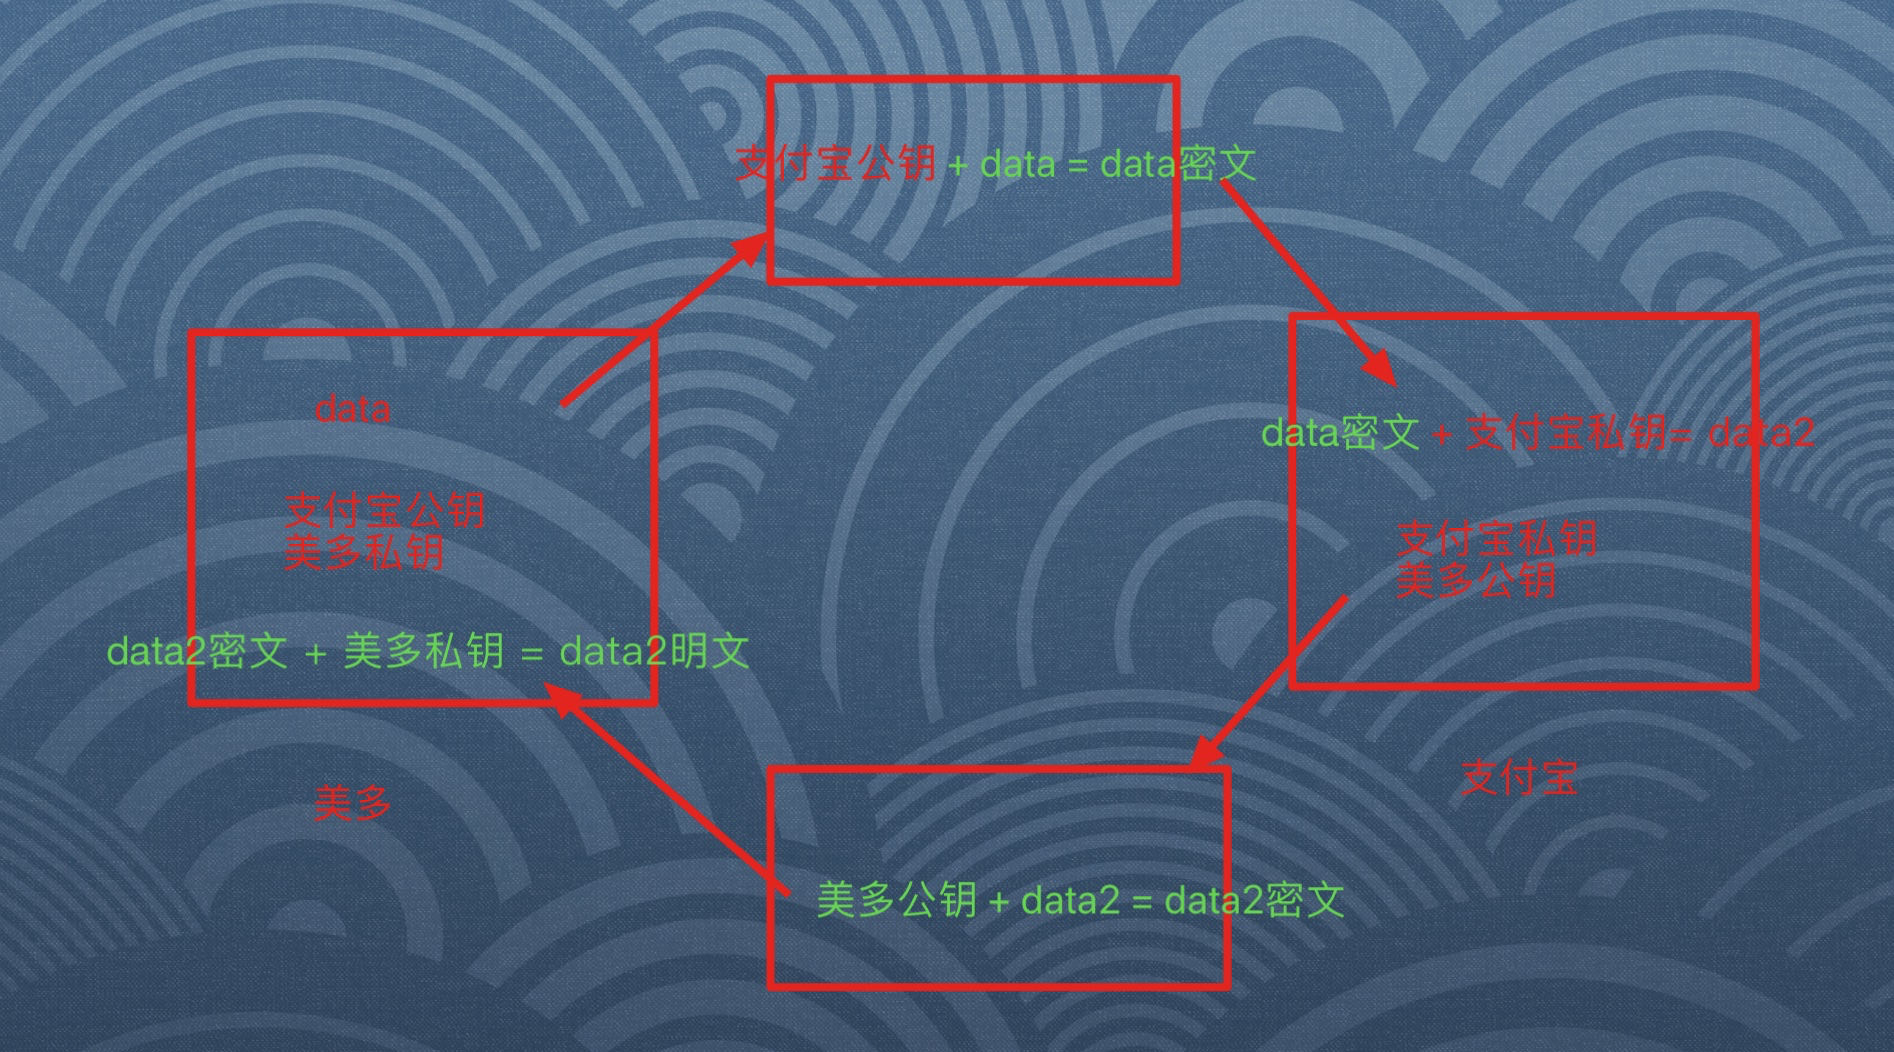 支付宝公钥 + data = data密文
data
支付宝公钥
美多私钥
data2密文 + 美多私钥 = data2明文
美多
data密文 + 支付宝私钥= data2
支付宝私钥
美多公钥
支付宝
美多公钥 + data2 = data2密文